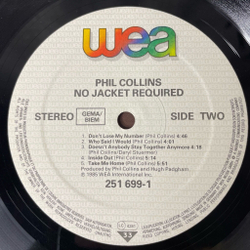 wea
PHIL COLLINS
NO JACKET REQUIRED
STEREO
GEMA/
BIEM
SIDE TWO
1. Don't Lose My Number (Phil Collins) 4:46
2. Who Said I Would (Phil Collins) 4:01
3. Doesn't Anybody Stay Together Anymore 4:18
(Phil Collins/Daryl Stuermer)
4. Inside Out (Phil Collins) 5:14
5. Take Me Home (Phil Collins) 5:51
Produced by Phil Collins and Hugh Padgham
℗ 1985 WEA International Inc.
251 699-1